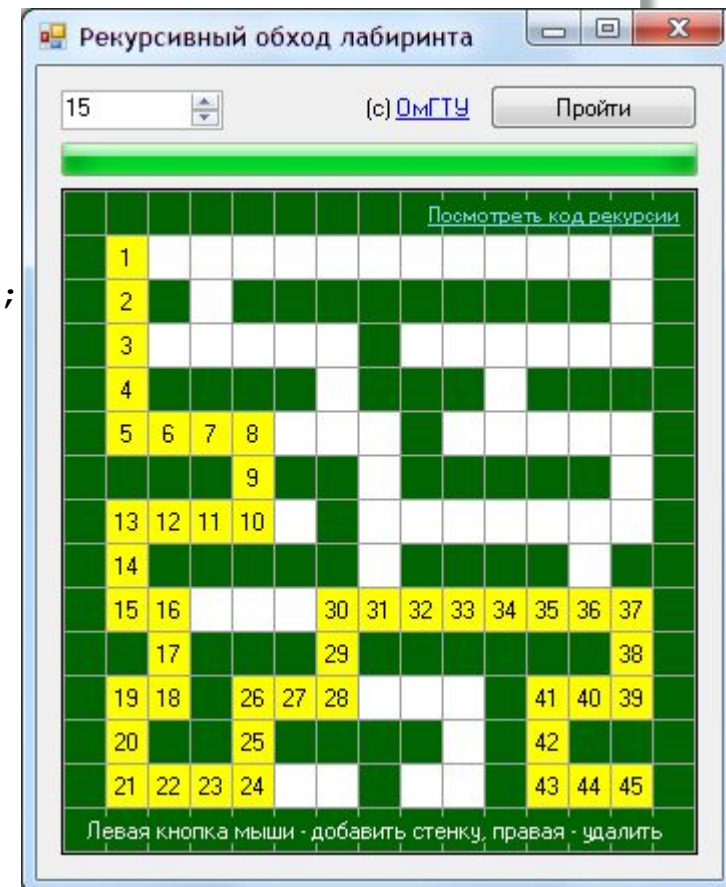 Рекурсивный обход лабиринта
15 (c) ОмГТУ Пройти
Посмотреть код рекурсии
1
;
2
3
4
5 6 7 8
9
13 12 11 10
14
15 16 30 31 32 33 34 35 36 37
17 29 38
19 18 26 27 28 41 40 39
20 25 42
21 22 23 24 43 44 45
Левая кнопка мыши - добавить стенку, правая - удалить